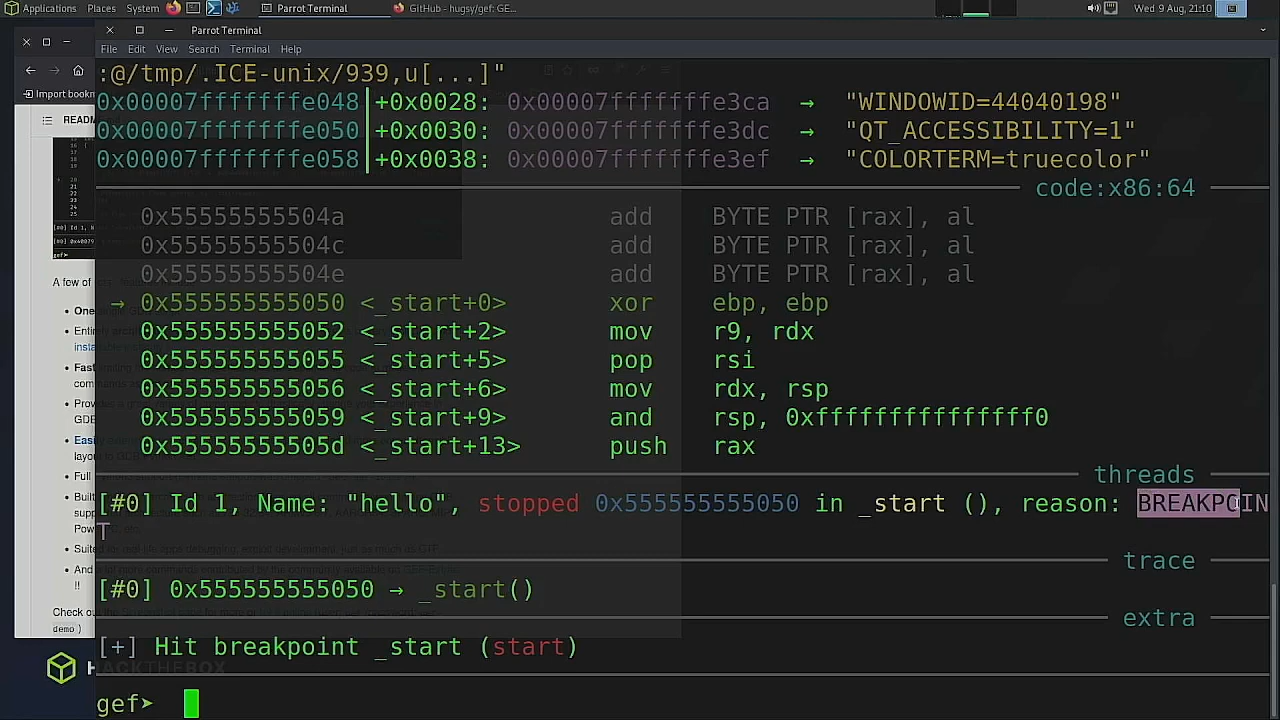 Applications Places System Parrot Terminal GitHub - hugsy/gef: GE... Wed 9 Aug, 21:10
Parrot Terminal
File Edit View Search Terminal Help
Import bookm
README
:@/tmp/.ICE-unix/939,u[...]"
0x00007fffffffe048│+0x0028: 0x00007fffffffe3ca → "WINDOWID=44040198"
0x00007fffffffe050│+0x0030: 0x00007fffffffe3dc → "QT_ACCESSIBILITY=1"
0x00007fffffffe058│+0x0038: 0x00007fffffffe3ef → "COLORTERM=truecolor"
code:x86:64
0x55555555504a add BYTE PTR [rax], al
0x55555555504c add BYTE PTR [rax], al
0x55555555504e add BYTE PTR [rax], al
→ 0x555555555050 <_start+0> xor ebp, ebp
0x555555555052 <_start+2> mov r9, rdx
0x555555555055 <_start+5> pop rsi
0x555555555056 <_start+6> mov rdx, rsp
0x555555555059 <_start+9> and rsp, 0xfffffffffffffff0
0x55555555505d <_start+13> push rax
threads
[#0] Id 1, Name: "hello", stopped 0x555555555050 in _start (), reason: BREAKPOIN
T
trace
[#0] 0x555555555050 → _start()
extra
[+] Hit breakpoint _start (start)
gef➤
HACKTHEBOX